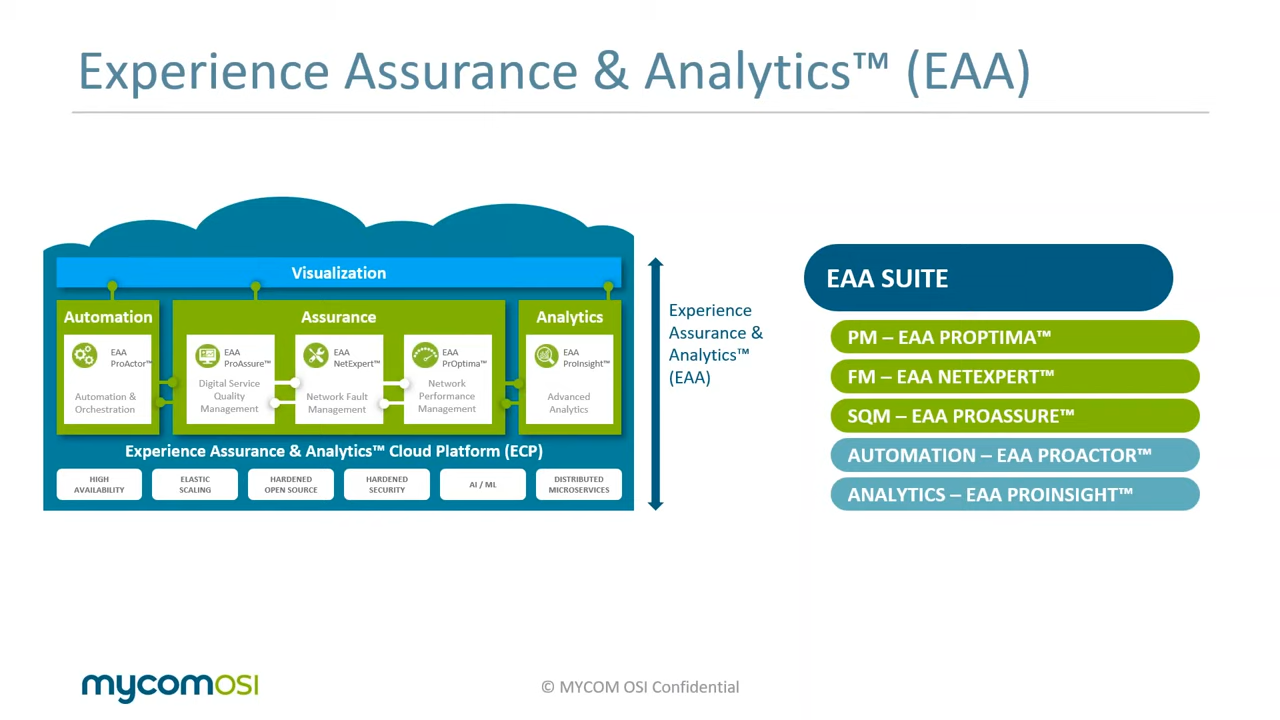 Experience Assurance & Analytics™ (EAA)
Visualization
Automation
EAA
ProActor™
Automation &
Orchestration
Assurance
EAA
ProAssure™
Digital Service
Quality
Management
EAA
NetExpert™
Network Fault
Management
EAA
PrOptima™
Network
Performance
Management
Analytics
EAA
ProInsight™
Advanced
Analytics
Experience Assurance & Analytics™ Cloud Platform (ECP)
HIGH
AVAILABILITY
ELASTIC
SCALING
HARDENED
OPEN SOURCE
HARDENED
SECURITY
AI / ML
DISTRIBUTED
MICROSERVICES
Experience
Assurance &
Analytics™
(EAA)
EAA SUITE
PM – EAA PROPTIMA™
FM – EAA NETEXPERT™
SQM – EAA PROASSURE™
AUTOMATION – EAA PROACTOR™
ANALYTICS – EAA PROINSIGHT™
mycomOSI
© MYCOM OSI Confidential